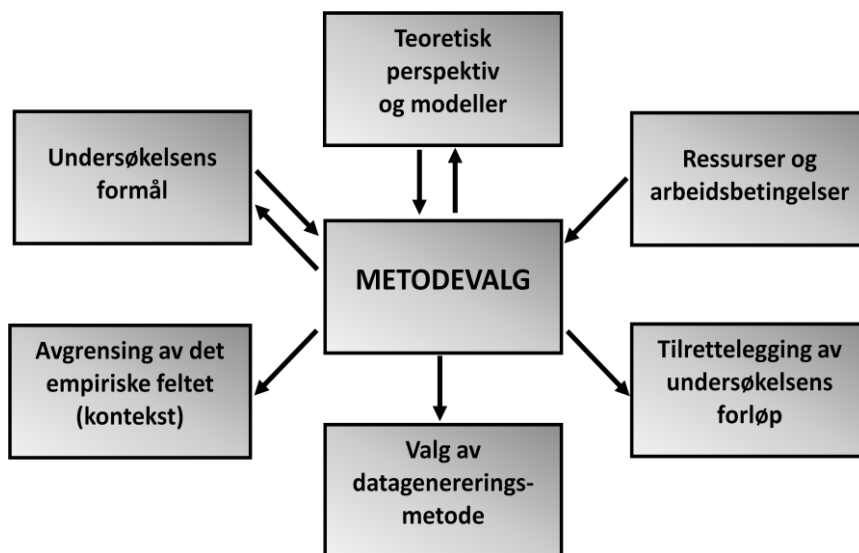 Teoretisk
perspektiv
og modeller
Undersøkelsens
formål
Ressurser og
arbeidsbetingelser
METODEVALG
Avgrensing av det
empiriske feltet
(kontekst)
Valg av
datagenererings-
metode
Tilrettelegging av
undersøkelsens
forløp